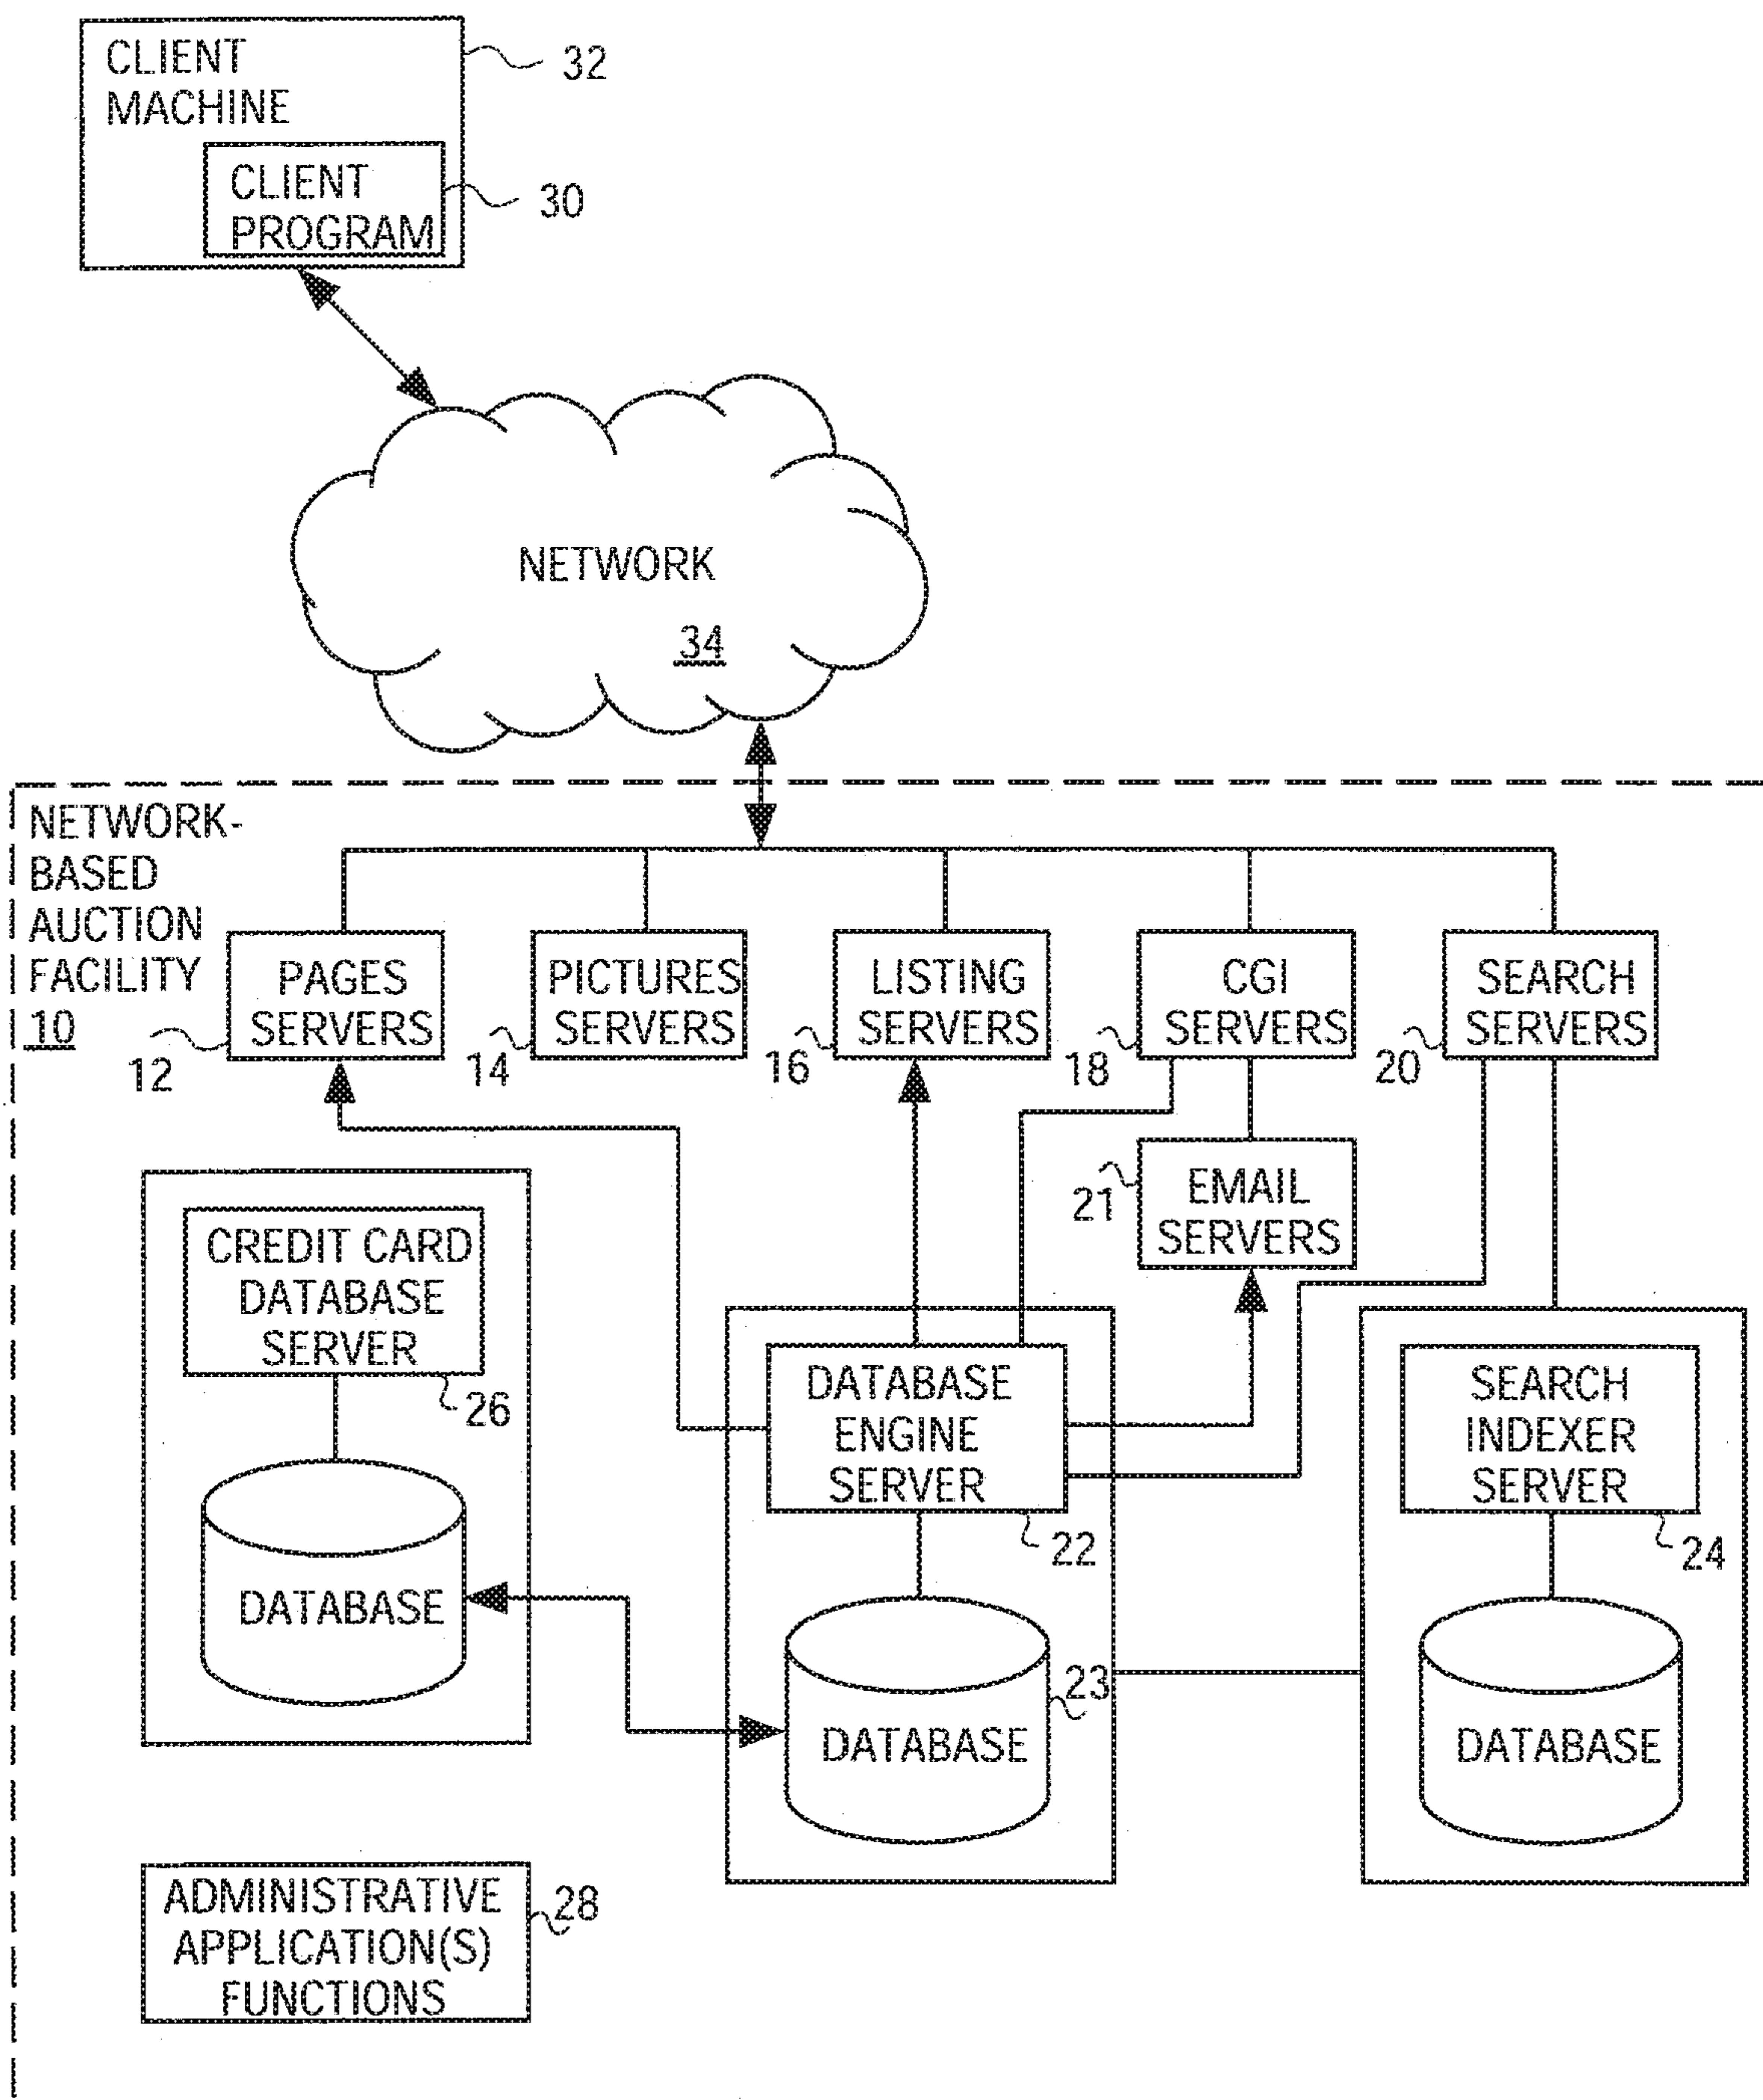 CLIENT
MACHINE
32
CLIENT
PROGRAM
30
NETWORK
34
NETWORK-
BASED
AUCTION
FACILITY
10
PAGES
SERVERS
12
PICTURES
SERVERS
14
LISTING
SERVERS
16
CGI
SERVERS
18
SEARCH
SERVERS
20
EMAIL
SERVERS
21
CREDIT CARD
DATABASE
SERVER
26
DATABASE
DATABASE
ENGINE
SERVER
22
DATABASE
23
SEARCH
INDEXER
SERVER
24
DATABASE
ADMINISTRATIVE
APPLICATION(S)
FUNCTIONS
28